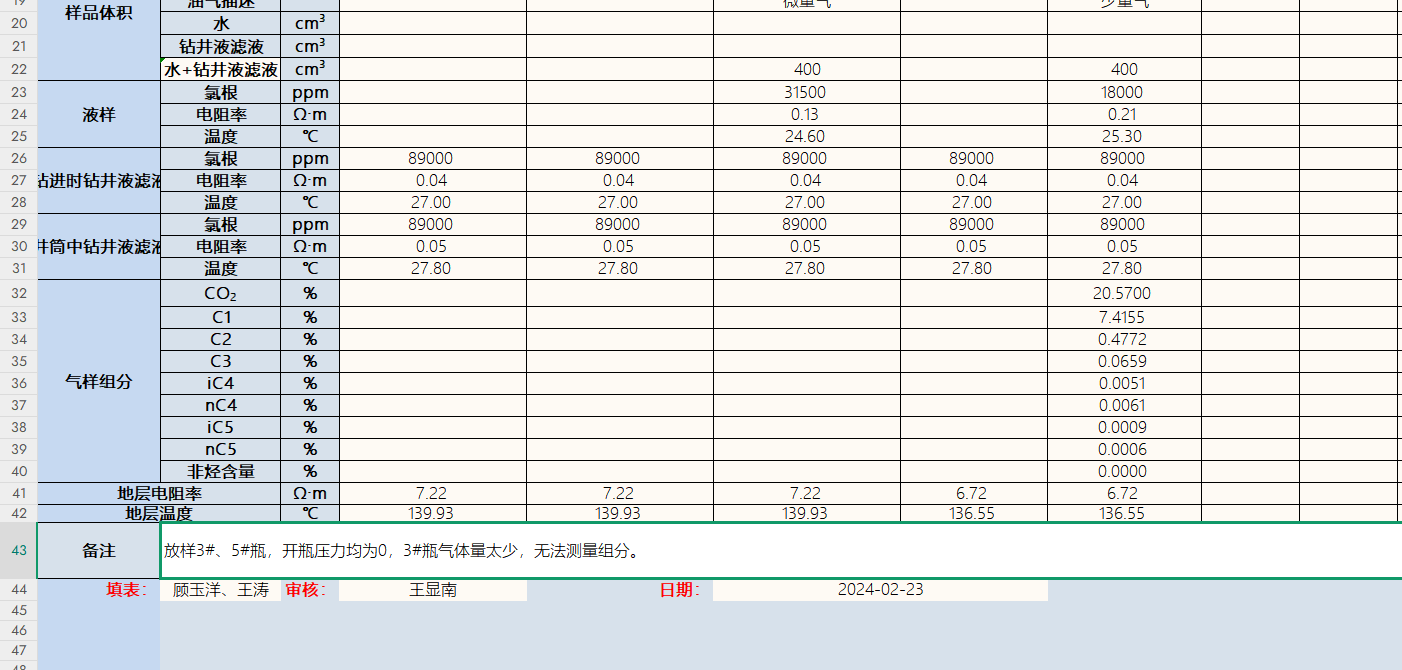 样品体积 油气描述 微量气 少量气
20 水 cm³
21 钻井液滤液 cm³
22 水+钻井液滤液 cm³ 400 400
23 氯根 ppm 31500 18000
24 液样 电阻率 Ω·m 0.13 0.21
25 温度 ℃ 24.60 25.30
26 氯根 ppm 89000 89000 89000 89000 89000
27 钻进时钻井液滤液 电阻率 Ω·m 0.04 0.04 0.04 0.04 0.04
28 温度 ℃ 27.00 27.00 27.00 27.00 27.00
29 氯根 ppm 89000 89000 89000 89000 89000
30 井筒中钻井液滤液 电阻率 Ω·m 0.05 0.05 0.05 0.05 0.05
31 温度 ℃ 27.80 27.80 27.80 27.80 27.80
32 CO₂ % 20.5700
33 C1 % 7.4155
34 C2 % 0.4772
35 C3 % 0.0659
36 气样组分 iC4 % 0.0051
37 nC4 % 0.0061
38 iC5 % 0.0009
39 nC5 % 0.0006
40 非烃含量 % 0.0000
41 地层电阻率 Ω·m 7.22 7.22 7.22 6.72 6.72
42 地层温度 ℃ 139.93 139.93 139.93 136.55 136.55
43 备注 放样3#、5#瓶，开瓶压力均为0，3#瓶气体量太少，无法测量组分。
44 填表： 顾玉洋、王涛 审核： 王显南 日期： 2024-02-23
45
46
47